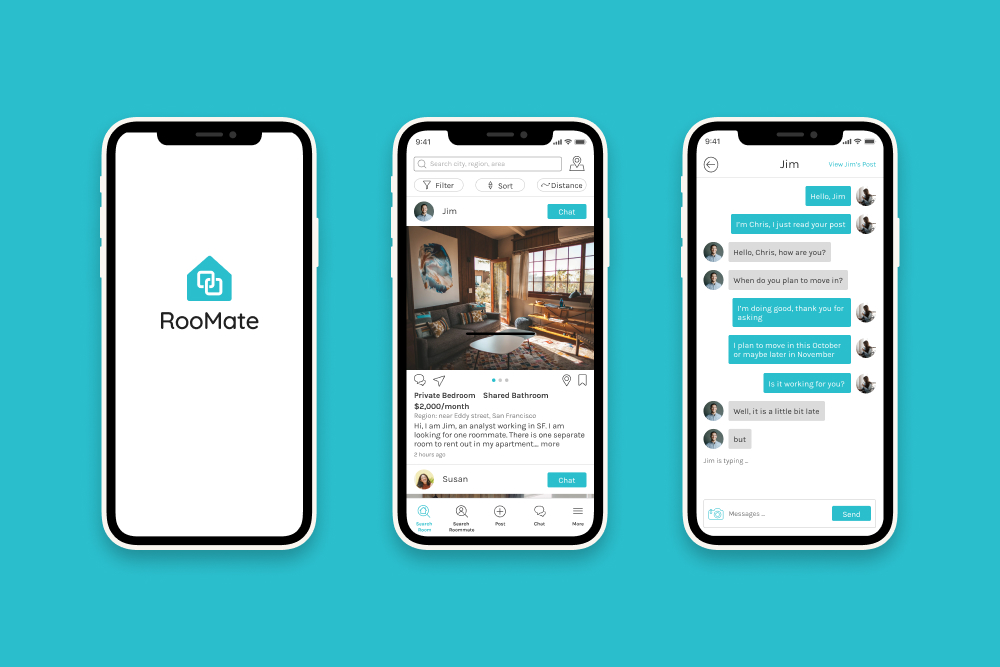 RooMate
9:41
Search city, region, area
Filter
Sort
Distance
Jim
Chat
Private Bedroom Shared Bathroom
$2,000/month
Region: near Eddy street, San Francisco
Hi, I am Jim, an analyst working in SF. I am
looking for one roommate. There is one separate
room to rent out in my apartment... more
2 hours ago
Susan
Chat
Search
Room
Search
Roommate
Post
Chat
More
9:41
Jim
View Jim's Post
Hello, Jim
I'm Chris, I just read your post
Hello, Chris, how are you?
When do you plan to move in?
I'm doing good, thank you for
asking
I plan to move in this October
or maybe later in November
Is it working for you?
Well, it is a little bit late
but
Jim is typing ..
Messages ...
Send